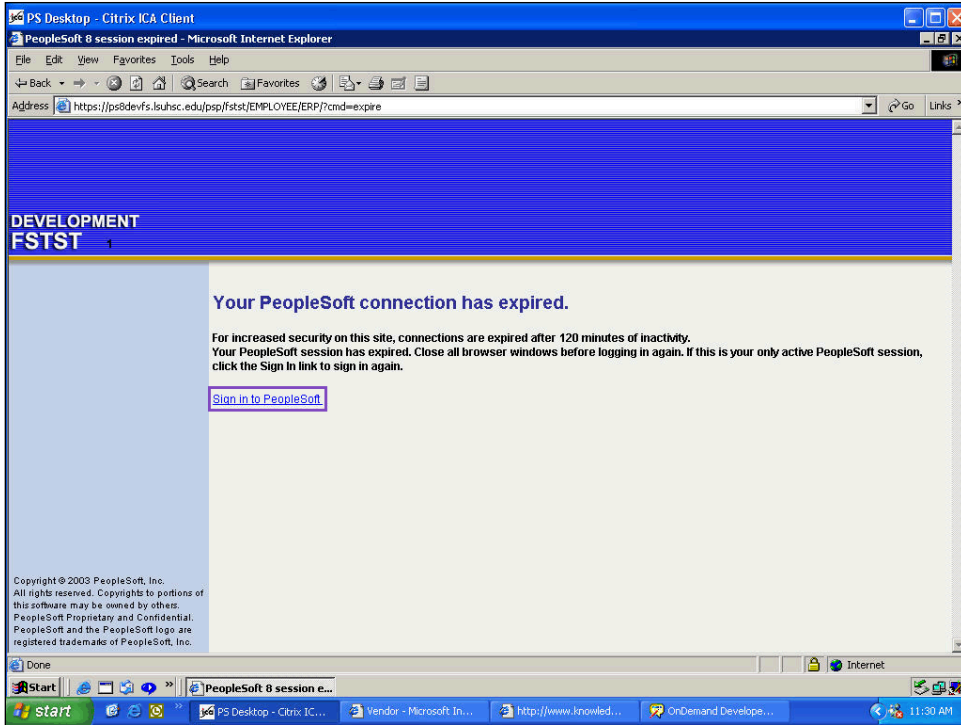 PS Desktop - Citrix ICA Client
PeopleSoft 8 session expired - Microsoft Internet Explorer
File Edit View Favorites Tools Help
Back Search Favorites
Address https://ps8devfs.lsuhsc.edu/psp/fstst/EMPLOYEE/ERP/?cmd=expire Go Links »
DEVELOPMENT
FSTST 1
Your PeopleSoft connection has expired.
For increased security on this site, connections are expired after 120 minutes of inactivity.
Your PeopleSoft session has expired. Close all browser windows before logging in again. If this is your only active PeopleSoft session,
click the Sign In link to sign in again.
Sign in to PeopleSoft
Copyright © 2003 PeopleSoft, Inc.
All rights reserved. Copyrights to portions of
this software may be owned by others.
PeopleSoft Proprietary and Confidential.
PeopleSoft and the PeopleSoft logo are
registered trademarks of PeopleSoft, Inc.
Done Internet
Start » PeopleSoft 8 session e...
start » PS Desktop - Citrix IC... Vendor - Microsoft In... http://www.knowled... OnDemand Develope... 11:30 AM